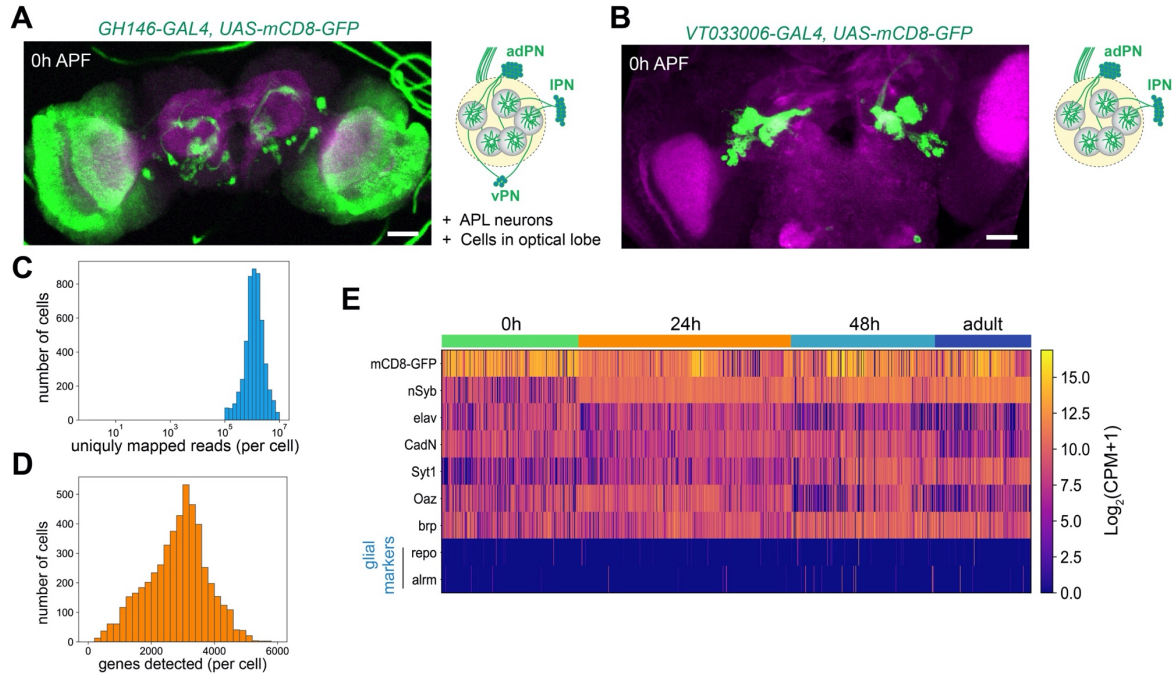 A
GH146-GAL4, UAS-mCD8-GFP
0h APF
adPN
lPN
vPN
+ APL neurons
+ Cells in optical lobe
B
VT033006-GAL4, UAS-mCD8-GFP
0h APF
adPN
lPN
C
number of cells
800
600
400
200
0
10^1
10^3
10^5
10^7
uniquly mapped reads (per cell)
D
number of cells
500
400
300
200
100
0
0
2000
4000
6000
genes detected (per cell)
E
0h
24h
48h
adult
mCD8-GFP
nSyb
elav
CadN
Syt1
Oaz
brp
repo
alrm
glial
markers
15.0
12.5
10.0
7.5
5.0
2.5
0.0
Log₂(CPM+1)